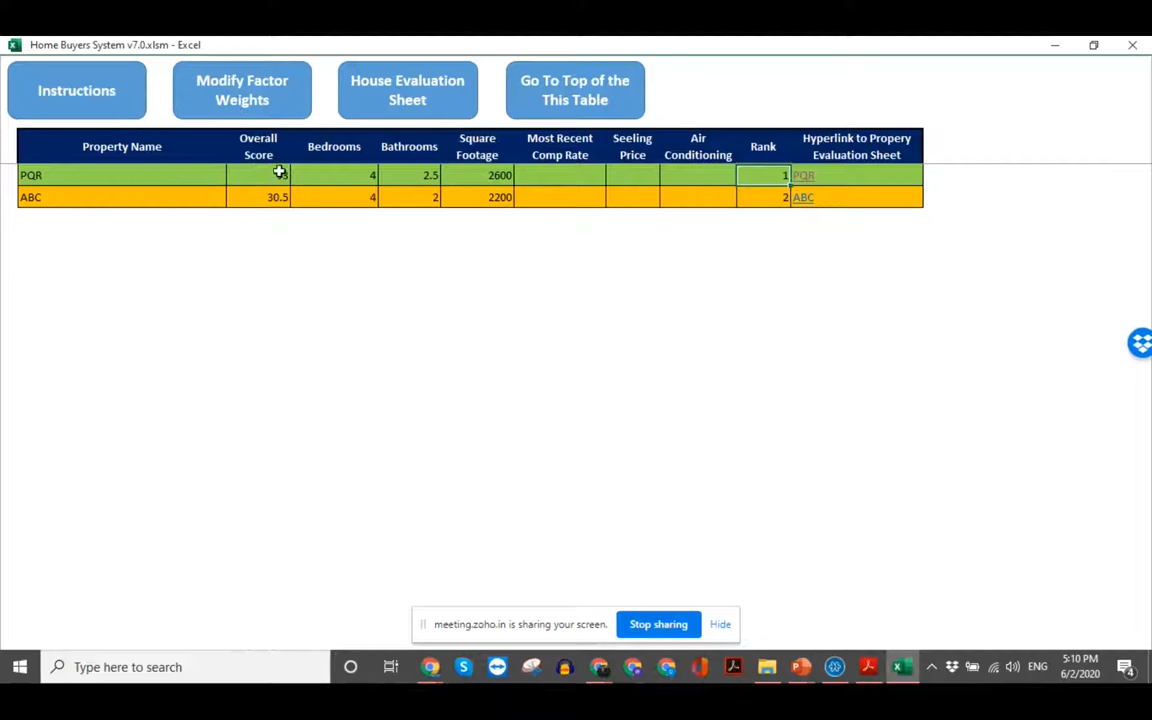 Home Buyers System v7.0.xlsm - Excel
Instructions
Modify Factor
Weights
House Evaluation
Sheet
Go To Top of the
This Table
Property Name
Overall
Score
Bedrooms
Bathrooms
Square
Footage
Most Recent
Comp Rate
Seeling
Price
Air
Conditioning
Rank
Hyperlink to Propery
Evaluation Sheet
PQR 4 2.5 2600 1 PQR
ABC 30.5 4 2 2200 2 ABC
meeting.zoho.in is sharing your screen. Stop sharing Hide
Type here to search
ENG
5:10 PM
6/2/2020
4